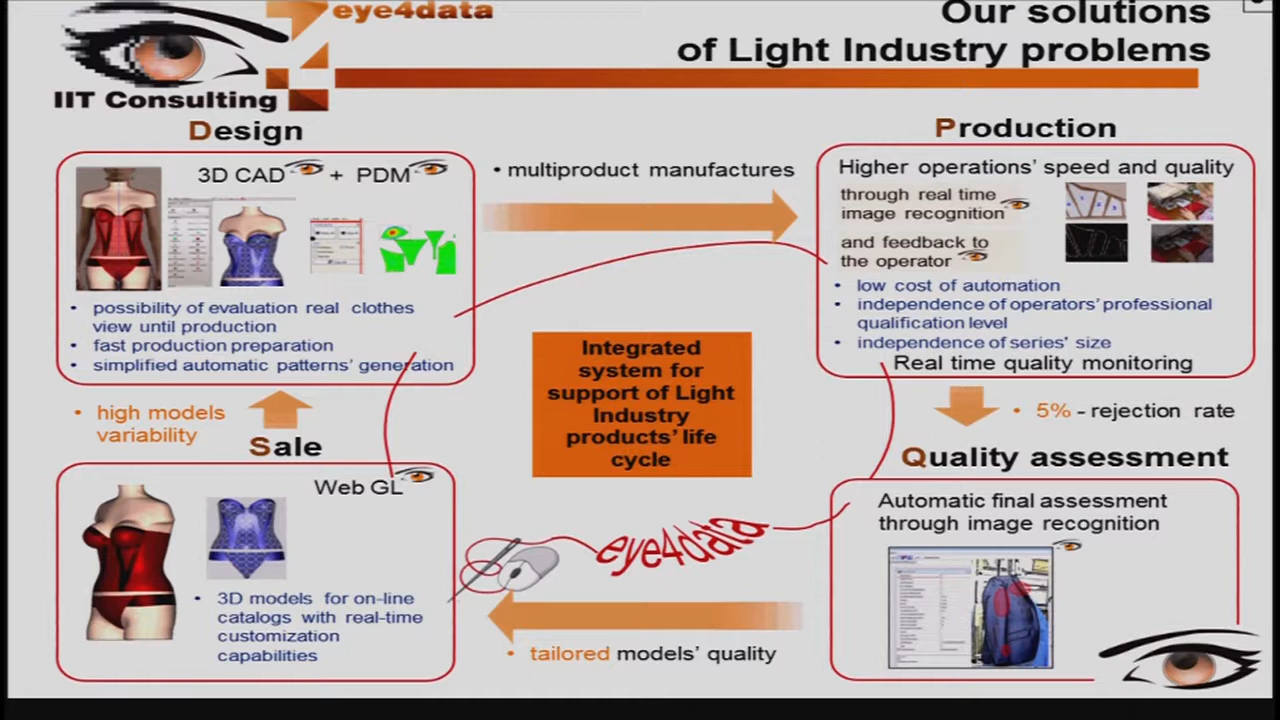 eye4data
IIT Consulting
Our solutions
of Light Industry problems
Design
3D CAD + PDM
• possibility of evaluation real clothes
view until production
• fast production preparation
• simplified automatic patterns' generation
• multiproduct manufactures
Production
Higher operations' speed and quality
through real time
image recognition
and feedback to
the operator
• low cost of automation
• independence of operators' professional
qualification level
• independence of series' size
Real time quality monitoring
Integrated
system for
support of Light
Industry
products' life
cycle
• high models
variability
• 5% - rejection rate
Sale
Web GL
• 3D models for on-line
catalogs with real-time
customization
capabilities
eye4data
• tailored models' quality
Quality assessment
Automatic final assessment
through image recognition